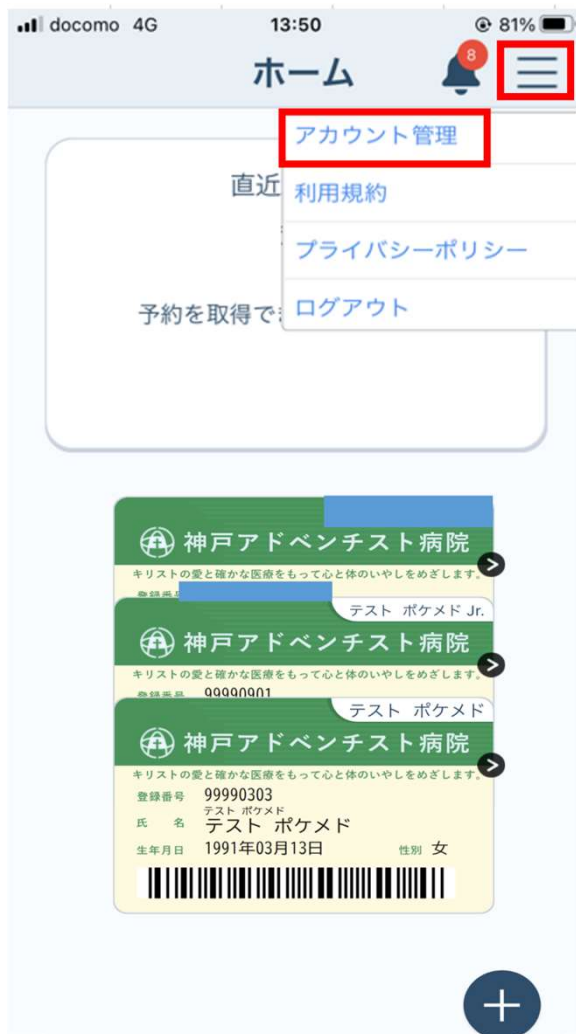 docomo 4G 13:50 81%
ホーム
8
アカウント管理
直近
利用規約
プライバシーポリシー
予約を取得で
ログアウト
神戸アドベンチスト病院
キリストの愛と確かな医療をもって心と体のいやしをめざします。
テスト ポケメド Jr.
神戸アドベンチスト病院
キリストの愛と確かな医療をもって心と体のいやしをめざします。
登録番号 99990901
テスト ポケメド
神戸アドベンチスト病院
キリストの愛と確かな医療をもって心と体のいやしをめざします。
登録番号 99990303
テスト ポケメド
氏 名 テスト ポケメド
生年月日 1991年03月13日 性別 女